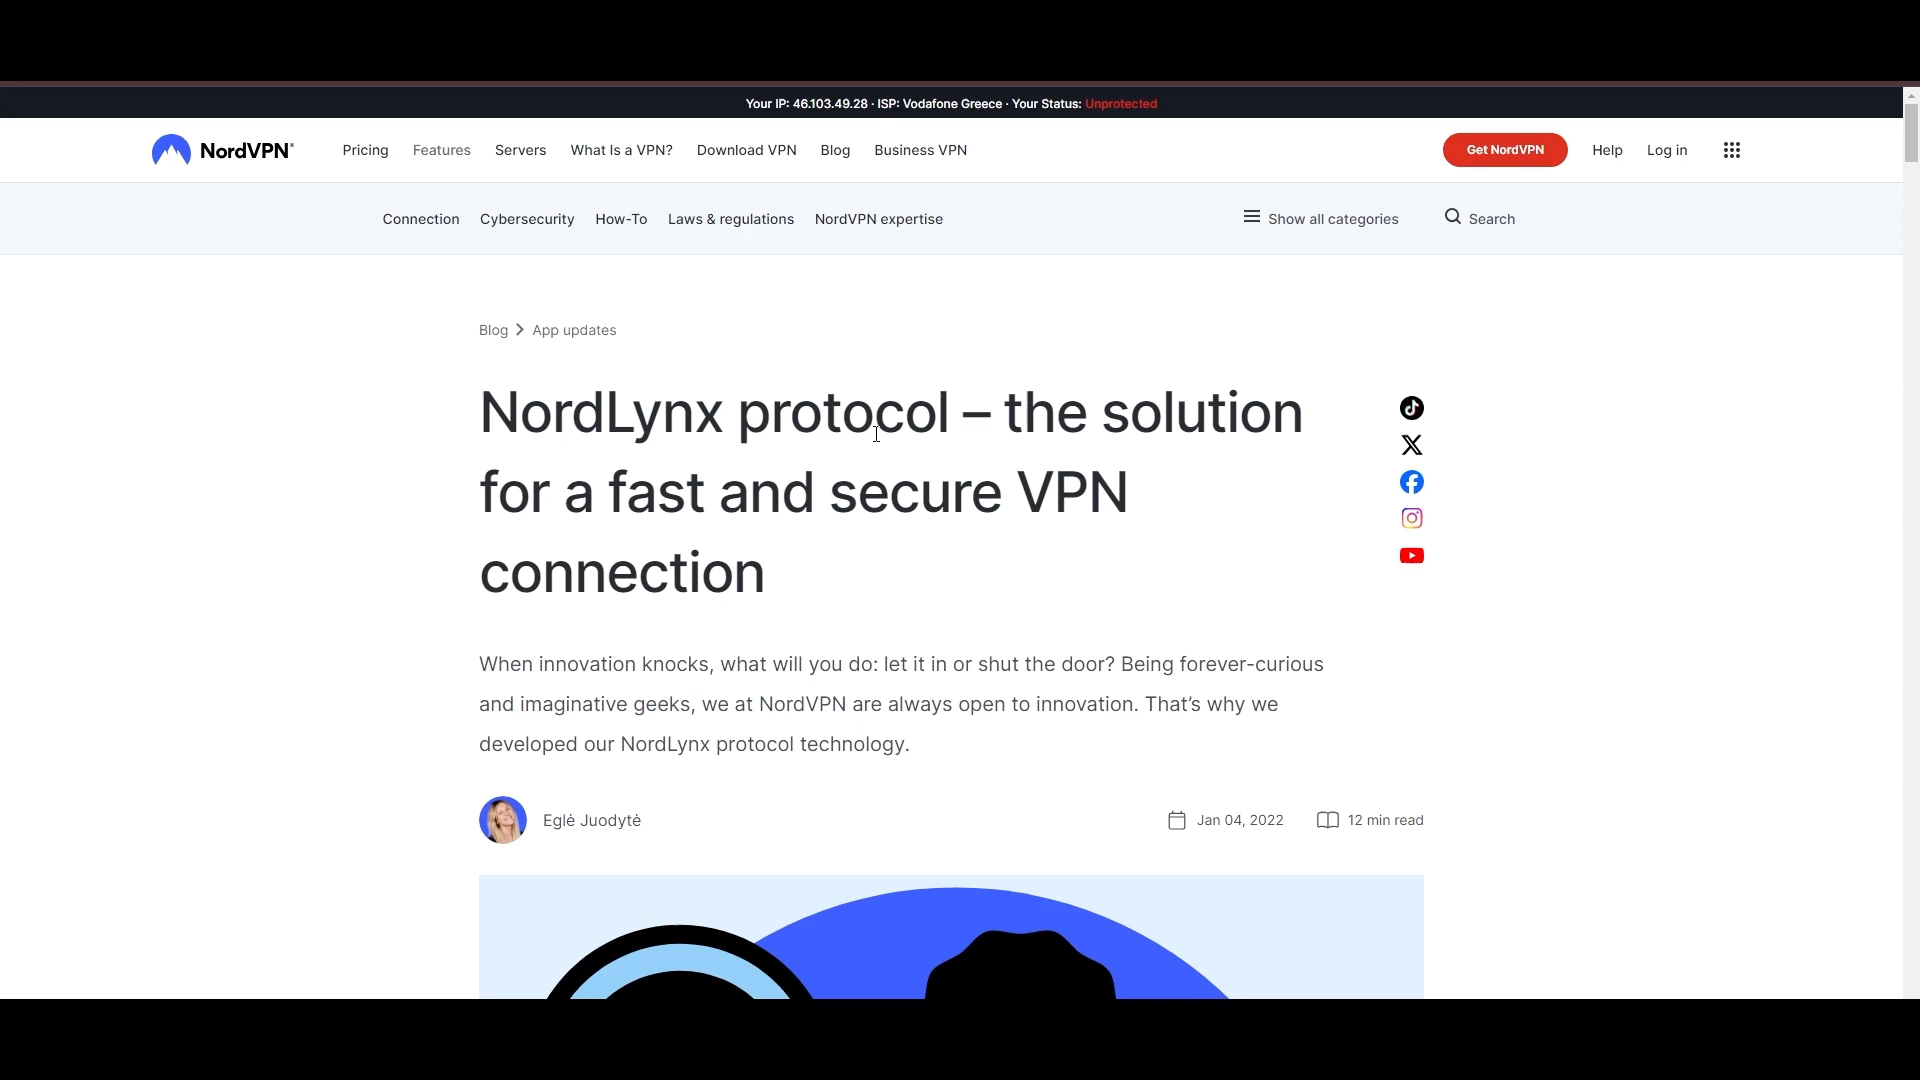 Your IP: 46.103.49.28 · ISP: Vodafone Greece · Your Status: Unprotected
NordVPN®
Pricing
Features
Servers
What Is a VPN?
Download VPN
Blog
Business VPN
Get NordVPN
Help
Log in
Connection
Cybersecurity
How-To
Laws & regulations
NordVPN expertise
Show all categories
Search
Blog
App updates
NordLynx protocol – the solution
for a fast and secure VPN
connection
When innovation knocks, what will you do: let it in or shut the door? Being forever-curious
and imaginative geeks, we at NordVPN are always open to innovation. That’s why we
developed our NordLynx protocol technology.
Eglė Juodytė
Jan 04, 2022
12 min read